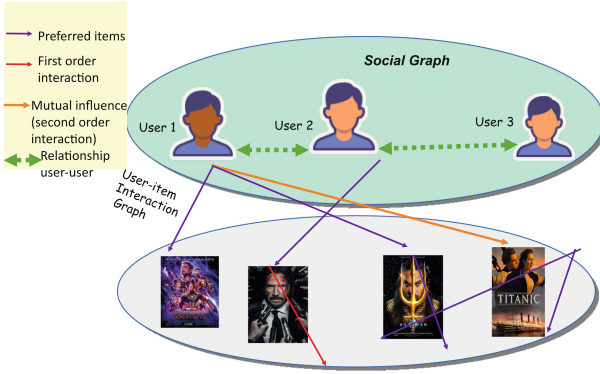 Preferred items
First order
interaction
Mutual influence
(second order
interaction)
Relationship
user-user
Social Graph
User 1
User 2
User 3
User-item
Interaction
Graph
TITANIC